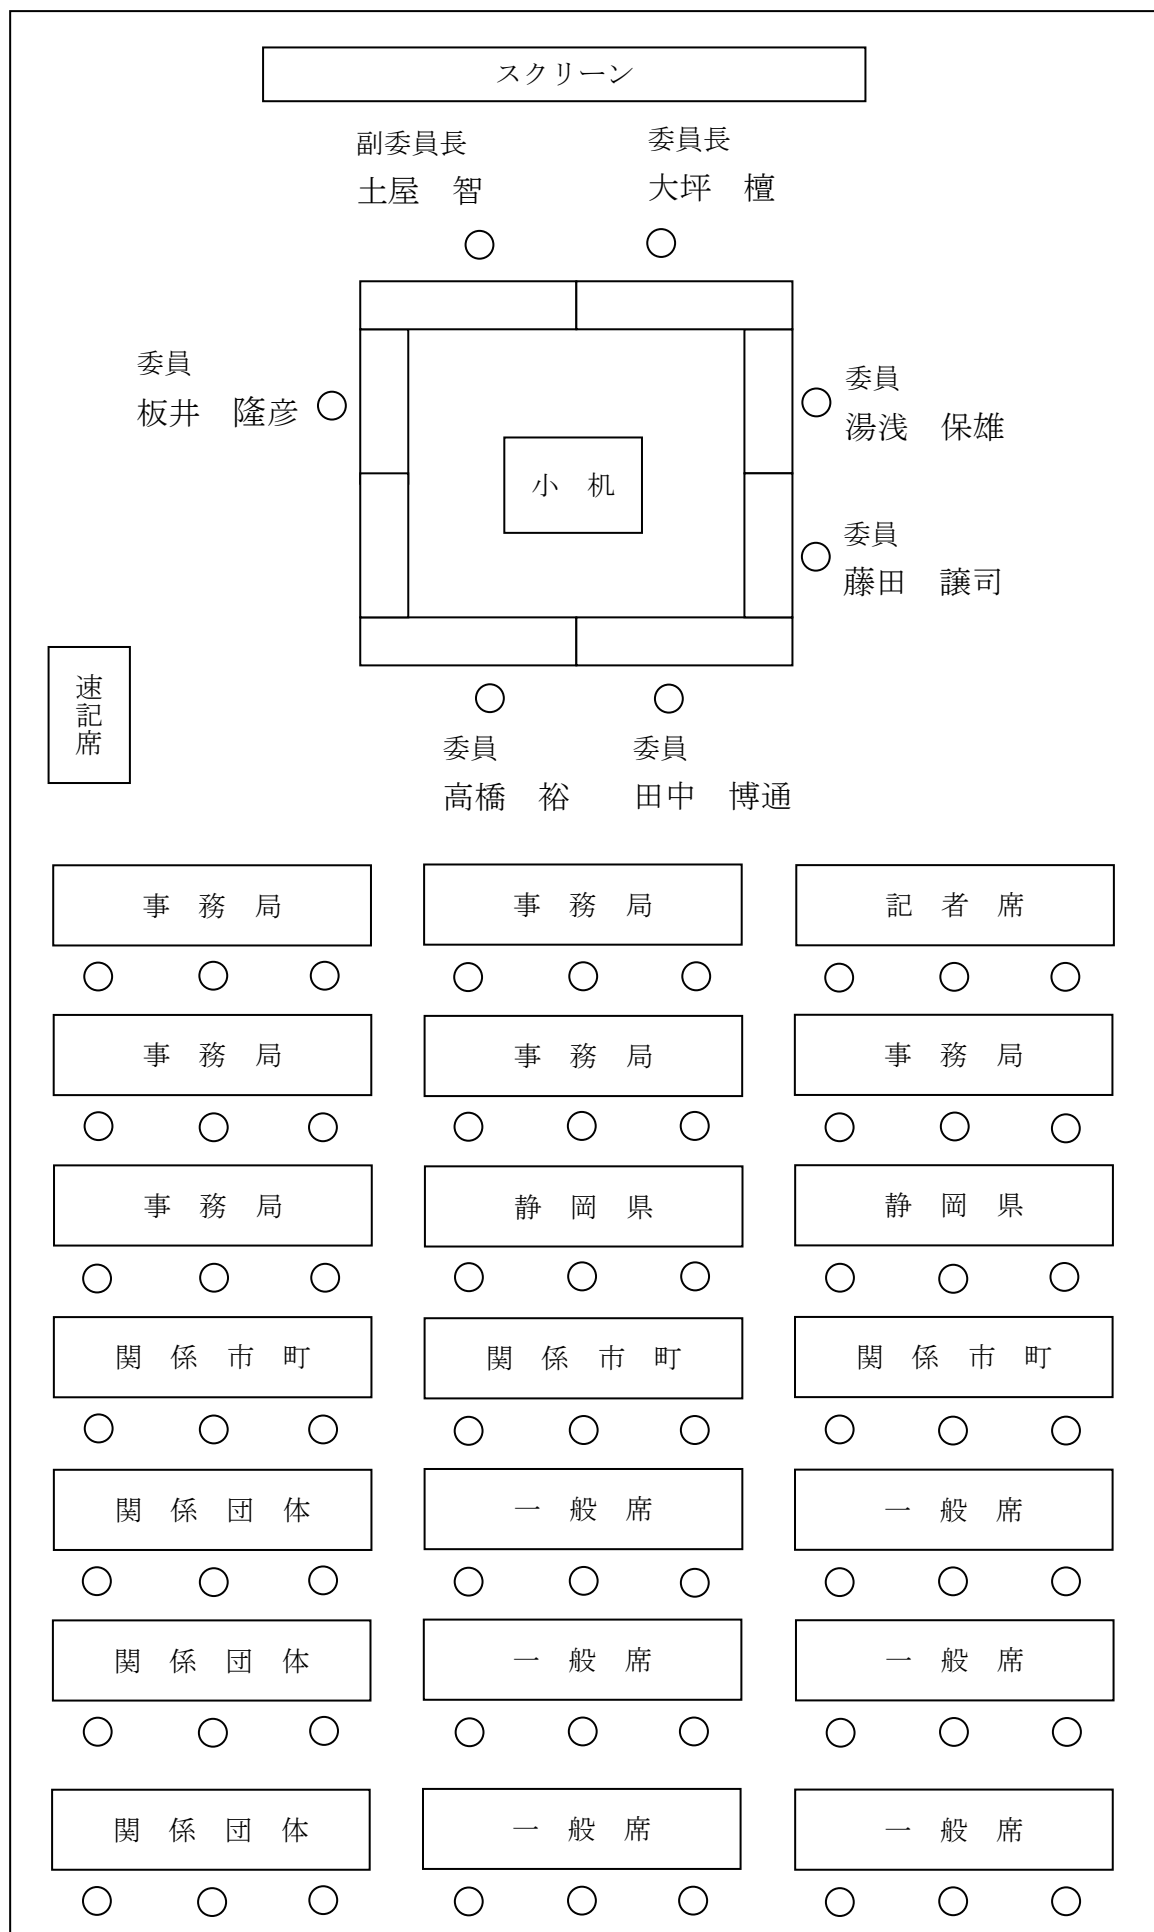 スクリーン
副委員長
土屋　智
委員長
大坪　檀
委員
板井　隆彦
委員
湯浅　保雄
小　机
委員
藤田　譲司
速記席
委員
高橋　裕
委員
田中　博通
事　務　局
事　務　局
記　者　席
事　務　局
事　務　局
事　務　局
事　務　局
静　岡　県
静　岡　県
関　係　市　町
関　係　市　町
関　係　市　町
関　係　団　体
一　般　席
一　般　席
関　係　団　体
一　般　席
一　般　席
関　係　団　体
一　般　席
一　般　席